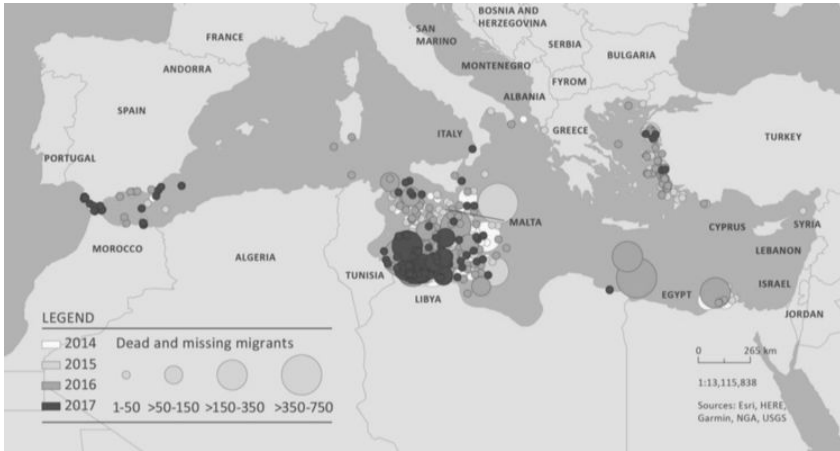 BOSNIA AND
HERZEGOVINA
FRANCE
SAN
MARINO
SERBIA
ANDORRA
MONTENEGRO
BULGARIA
FYROM
ALBANIA
SPAIN
ITALY
GREECE
TURKEY
PORTUGAL
MALTA
CYPRUS
SYRIA
MOROCCO
ALGERIA
LEBANON
TUNISIA
ISRAEL
LIBYA
EGYPT
JORDAN
LEGEND
2014
2015
2016
2017
Dead and missing migrants
1-50 >50-150 >150-350 >350-750
0 265 km
1:13,115,838
Sources: Esri, HERE,
Garmin, NGA, USGS